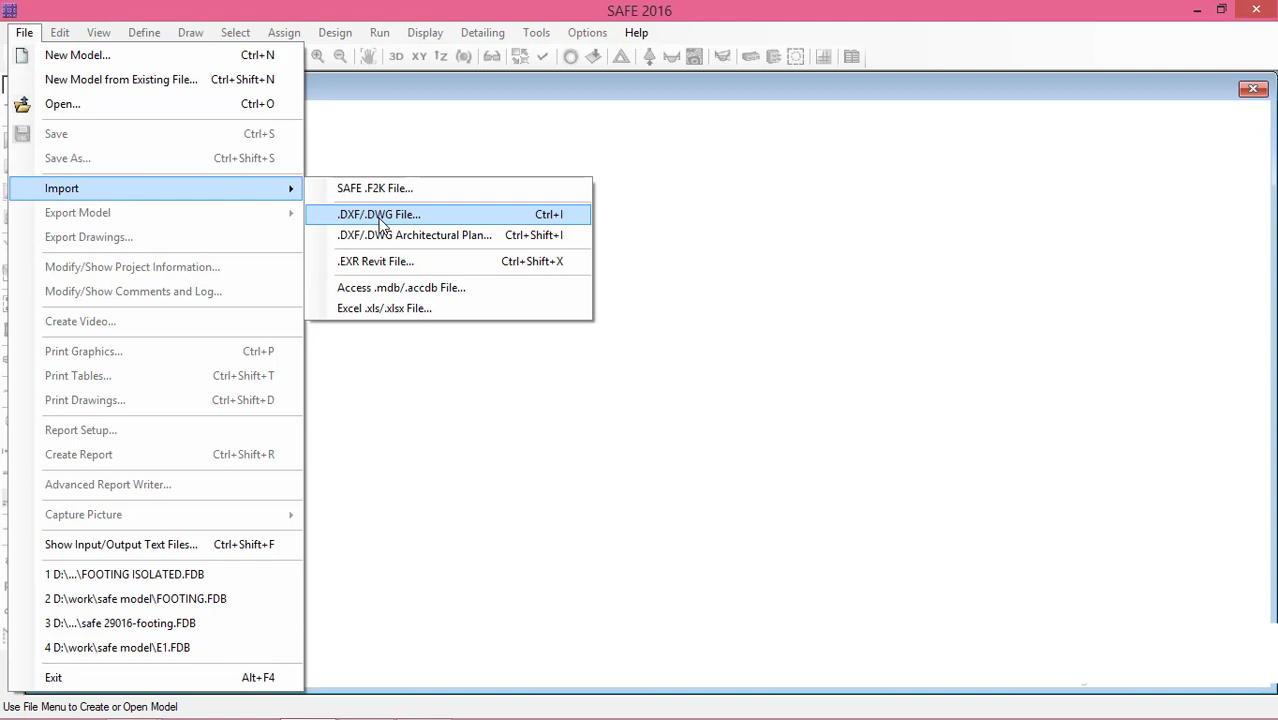 SAFE 2016
File Edit View Define Draw Select Assign Design Run Display Detailing Tools Options Help
3D XY
New Model... Ctrl+N
New Model from Existing File... Ctrl+Shift+N
Open... Ctrl+O
Save Ctrl+S
Save As... Ctrl+Shift+S
Import
Export Model
Export Drawings...
Modify/Show Project Information...
Modify/Show Comments and Log...
Create Video...
Print Graphics... Ctrl+P
Print Tables... Ctrl+Shift+T
Print Drawings... Ctrl+Shift+D
Report Setup...
Create Report Ctrl+Shift+R
Advanced Report Writer...
Capture Picture
Show Input/Output Text Files... Ctrl+Shift+F
1 D:\...\FOOTING ISOLATED.FDB
2 D:\work\safe model\FOOTING.FDB
3 D:\...\safe 29016-footing.FDB
4 D:\work\safe model\E1.FDB
Exit Alt+F4
SAFE .F2K File...
.DXF/.DWG File... Ctrl+I
.DXF/.DWG Architectural Plan... Ctrl+Shift+I
.EXR Revit File... Ctrl+Shift+X
Access .mdb/.accdb File...
Excel .xls/.xlsx File...
Use File Menu to Create or Open Model